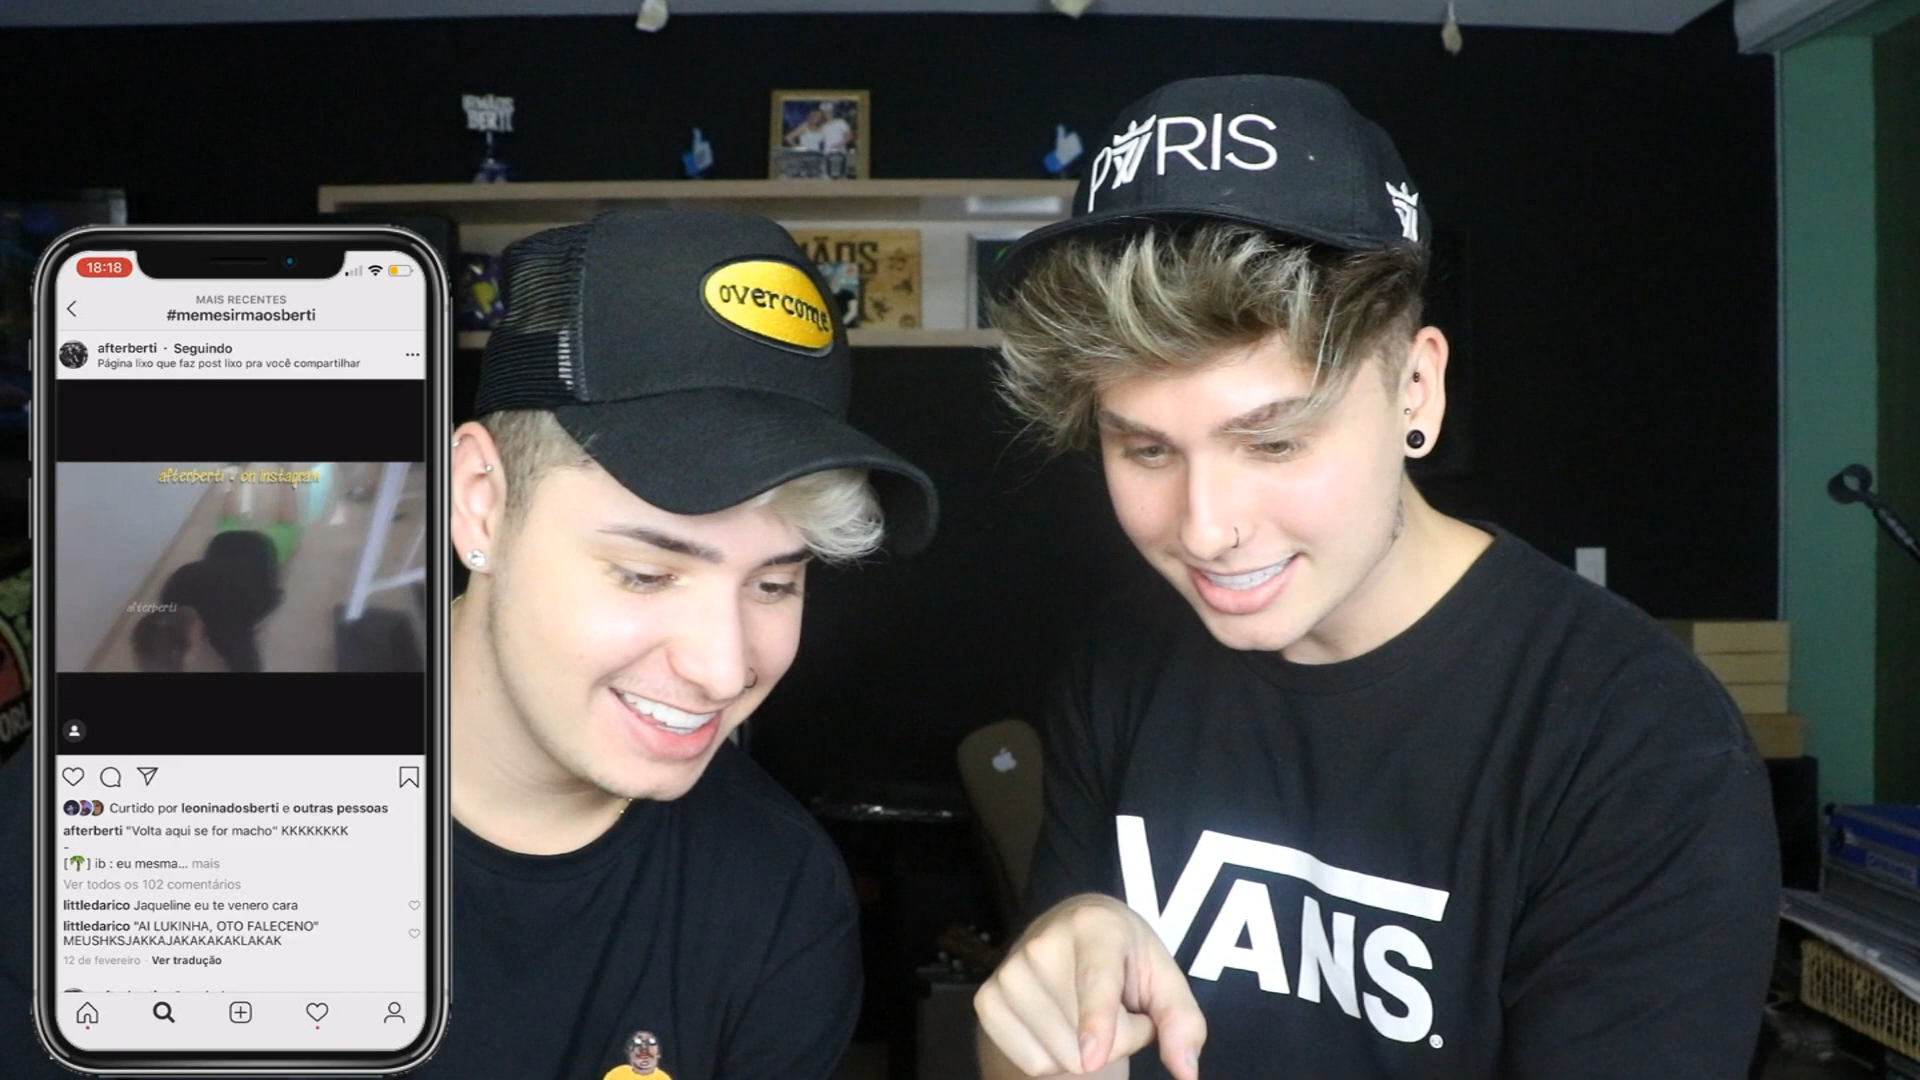 IRMÃOS
BERTI
PARIS
overcome
18:18
MAIS RECENTES
#memesirmaosberti
afterberti · Seguindo
Página lixo que faz post lixo pra você compartilhar
afterberti - on instagram
afterberti
Curtido por leoninadosberti e outras pessoas
afterberti "Volta aqui se for macho" KKKKKKKK
-
[🌴] ib : eu mesma... mais
Ver todos os 102 comentários
littledarico Jaqueline eu te venero cara
littledarico "AI LUKINHA, OTO FALECENO"
MEUSHKSJAKKAJAKAKAKAKLAKAK
12 de fevereiro · Ver tradução
VANS